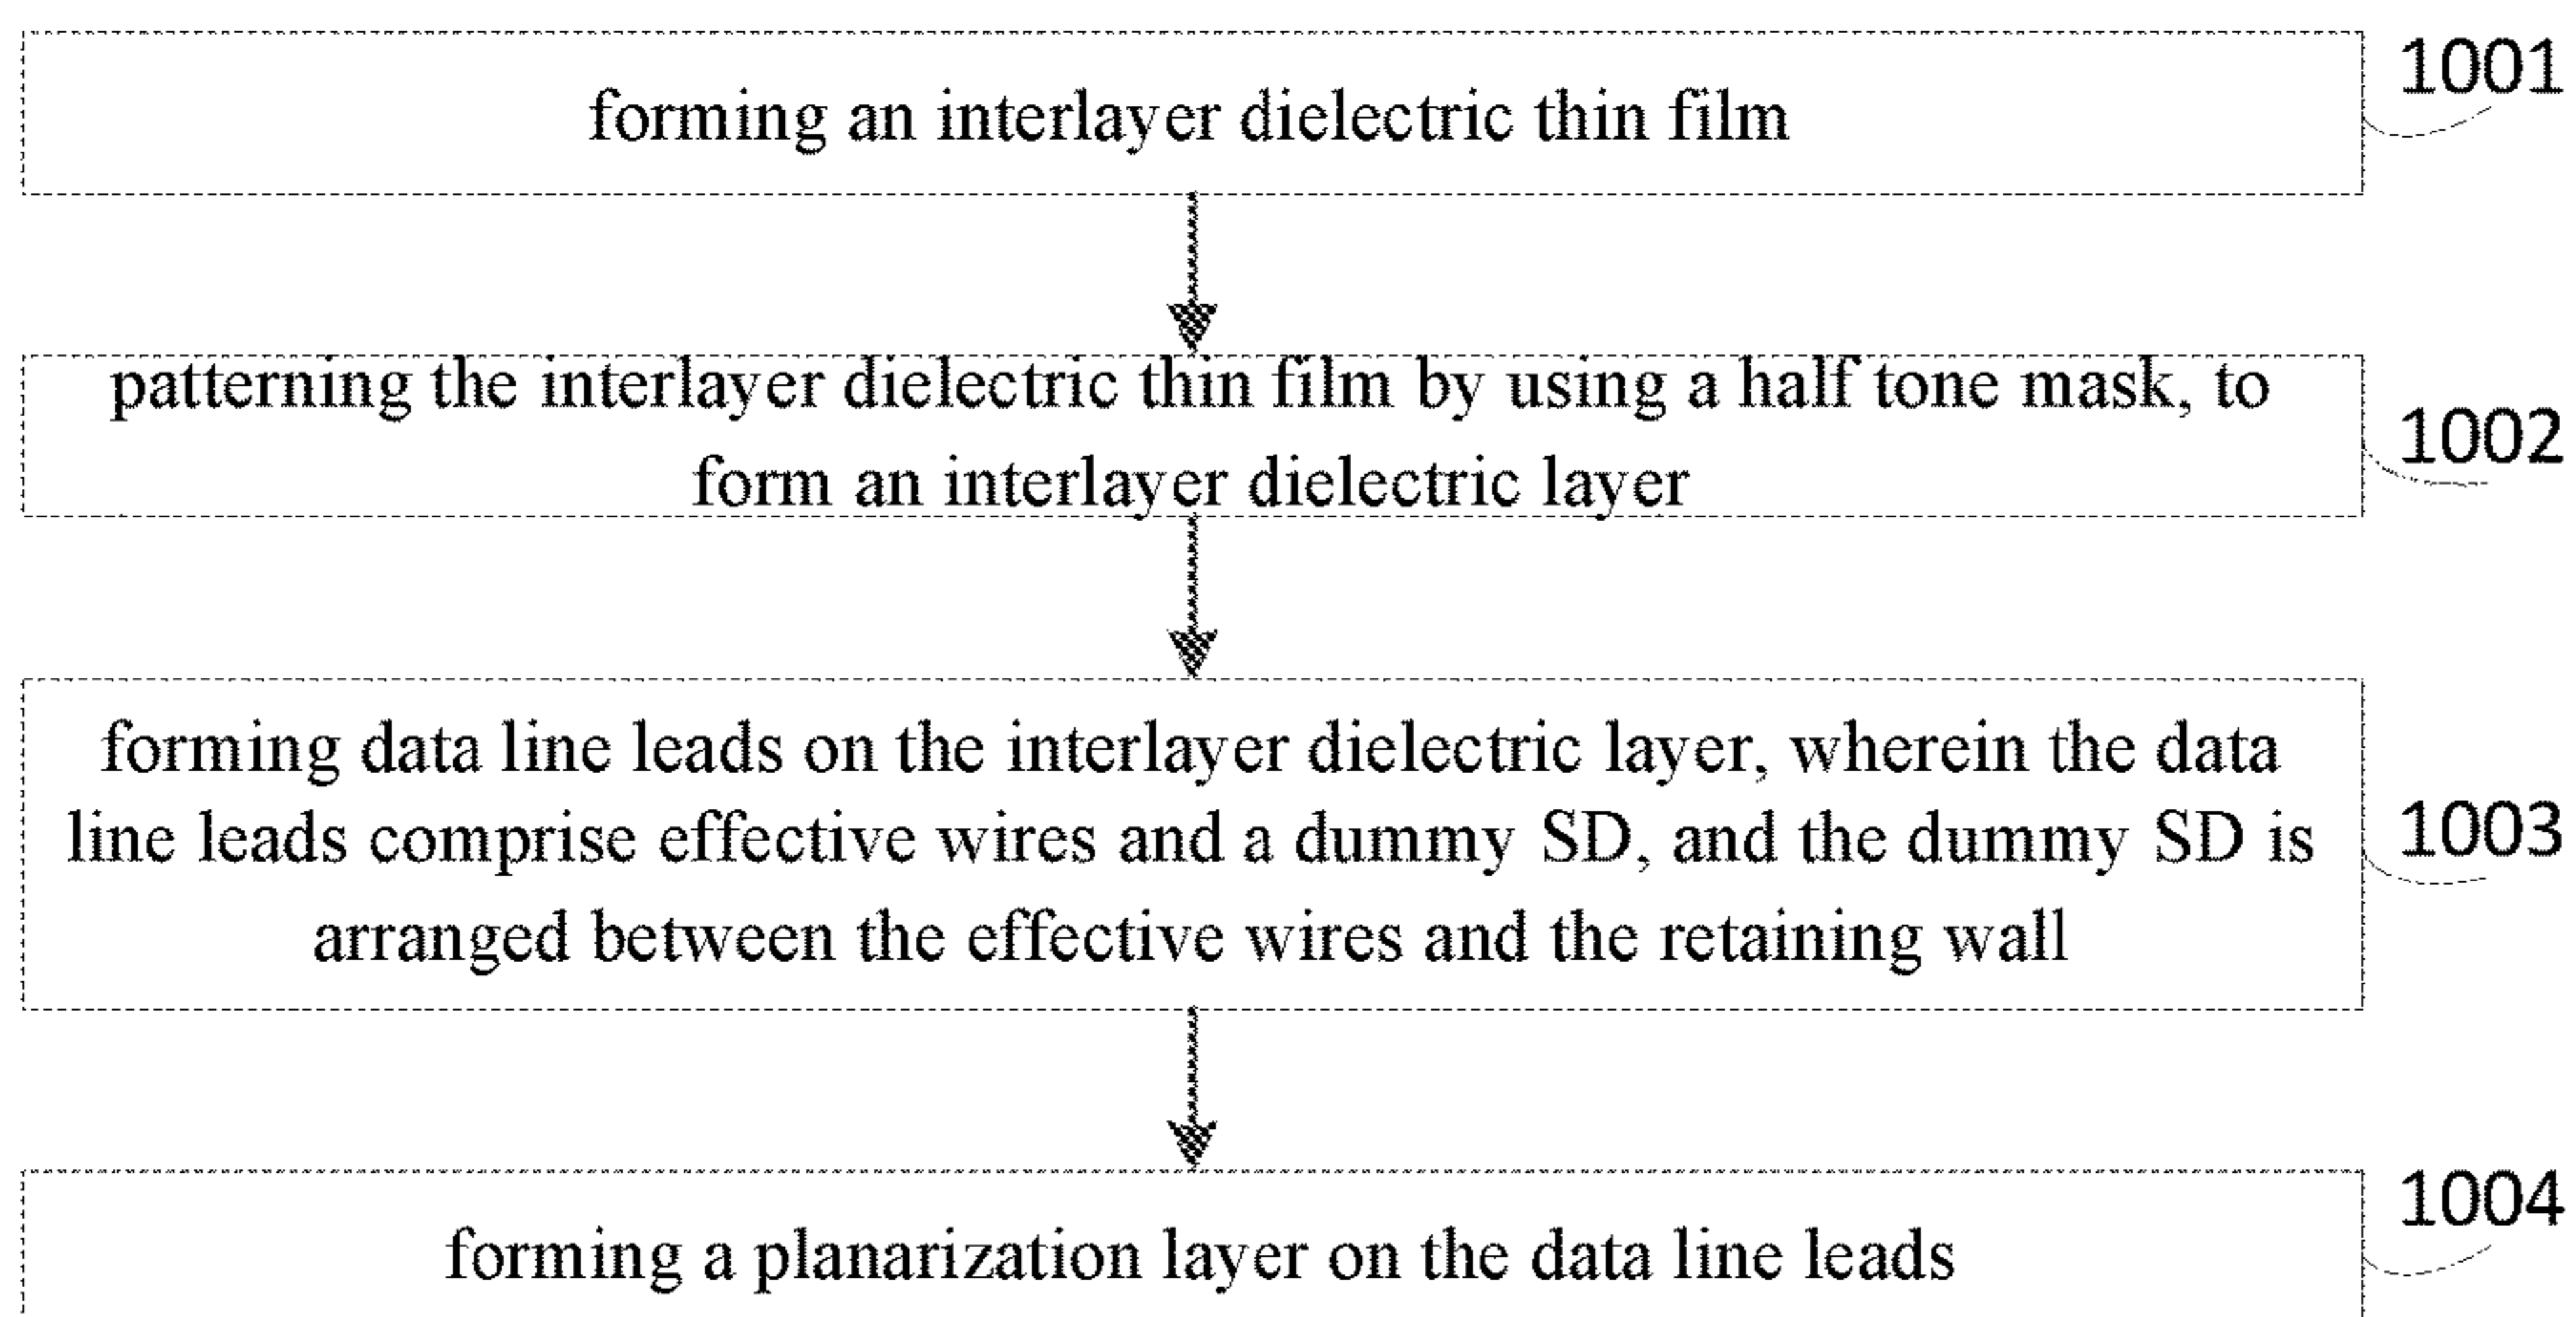 forming an interlayer dielectric thin film
1001
patterning the interlayer dielectric thin film by using a half tone mask, to
form an interlayer dielectric layer
1002
forming data line leads on the interlayer dielectric layer, wherein the data
line leads comprise effective wires and a dummy SD, and the dummy SD is
arranged between the effective wires and the retaining wall
1003
forming a planarization layer on the data line leads
1004